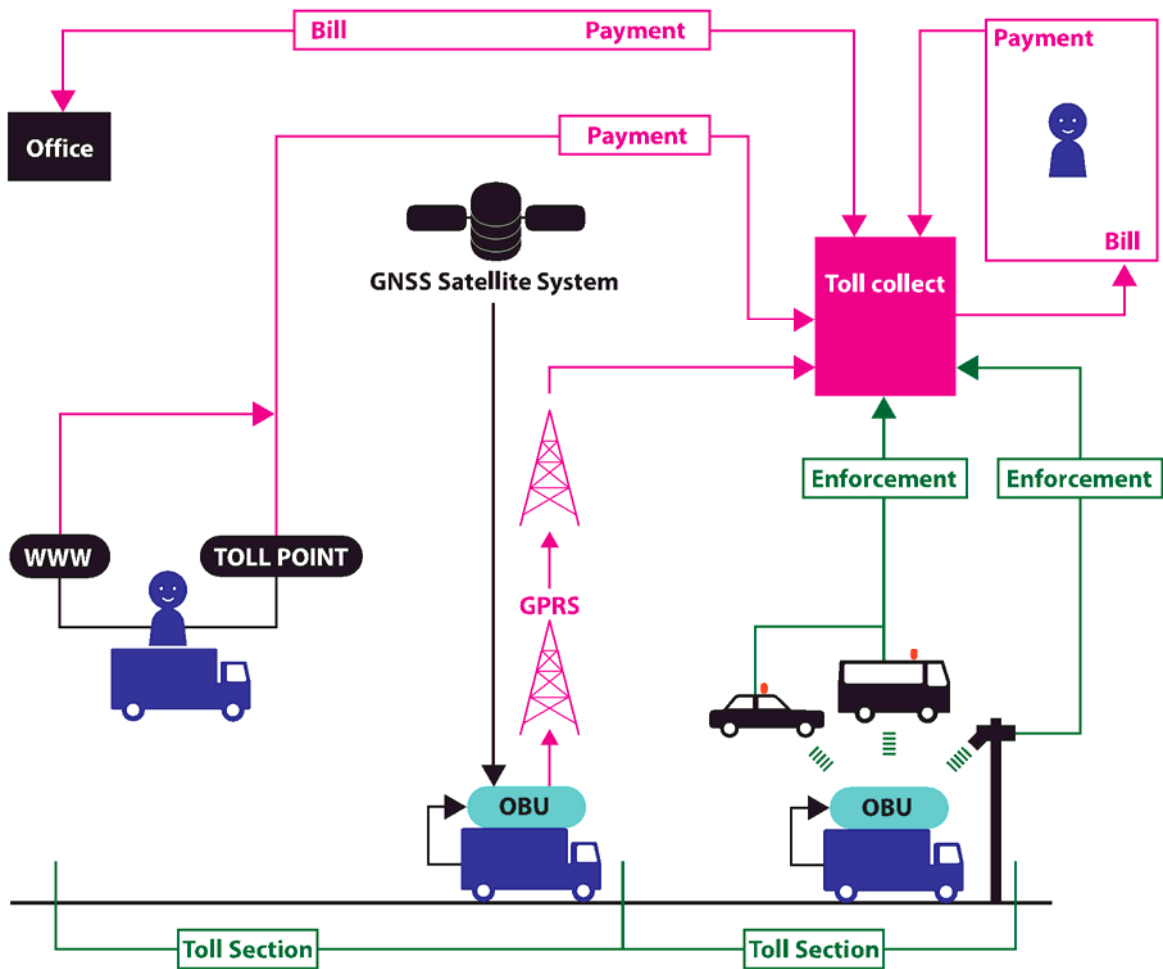 Bill Payment
Payment
Office
Payment
GNSS Satellite System
Toll collect
Bill
Enforcement
Enforcement
WWW
TOLL POINT
GPRS
OBU
OBU
Toll Section
Toll Section